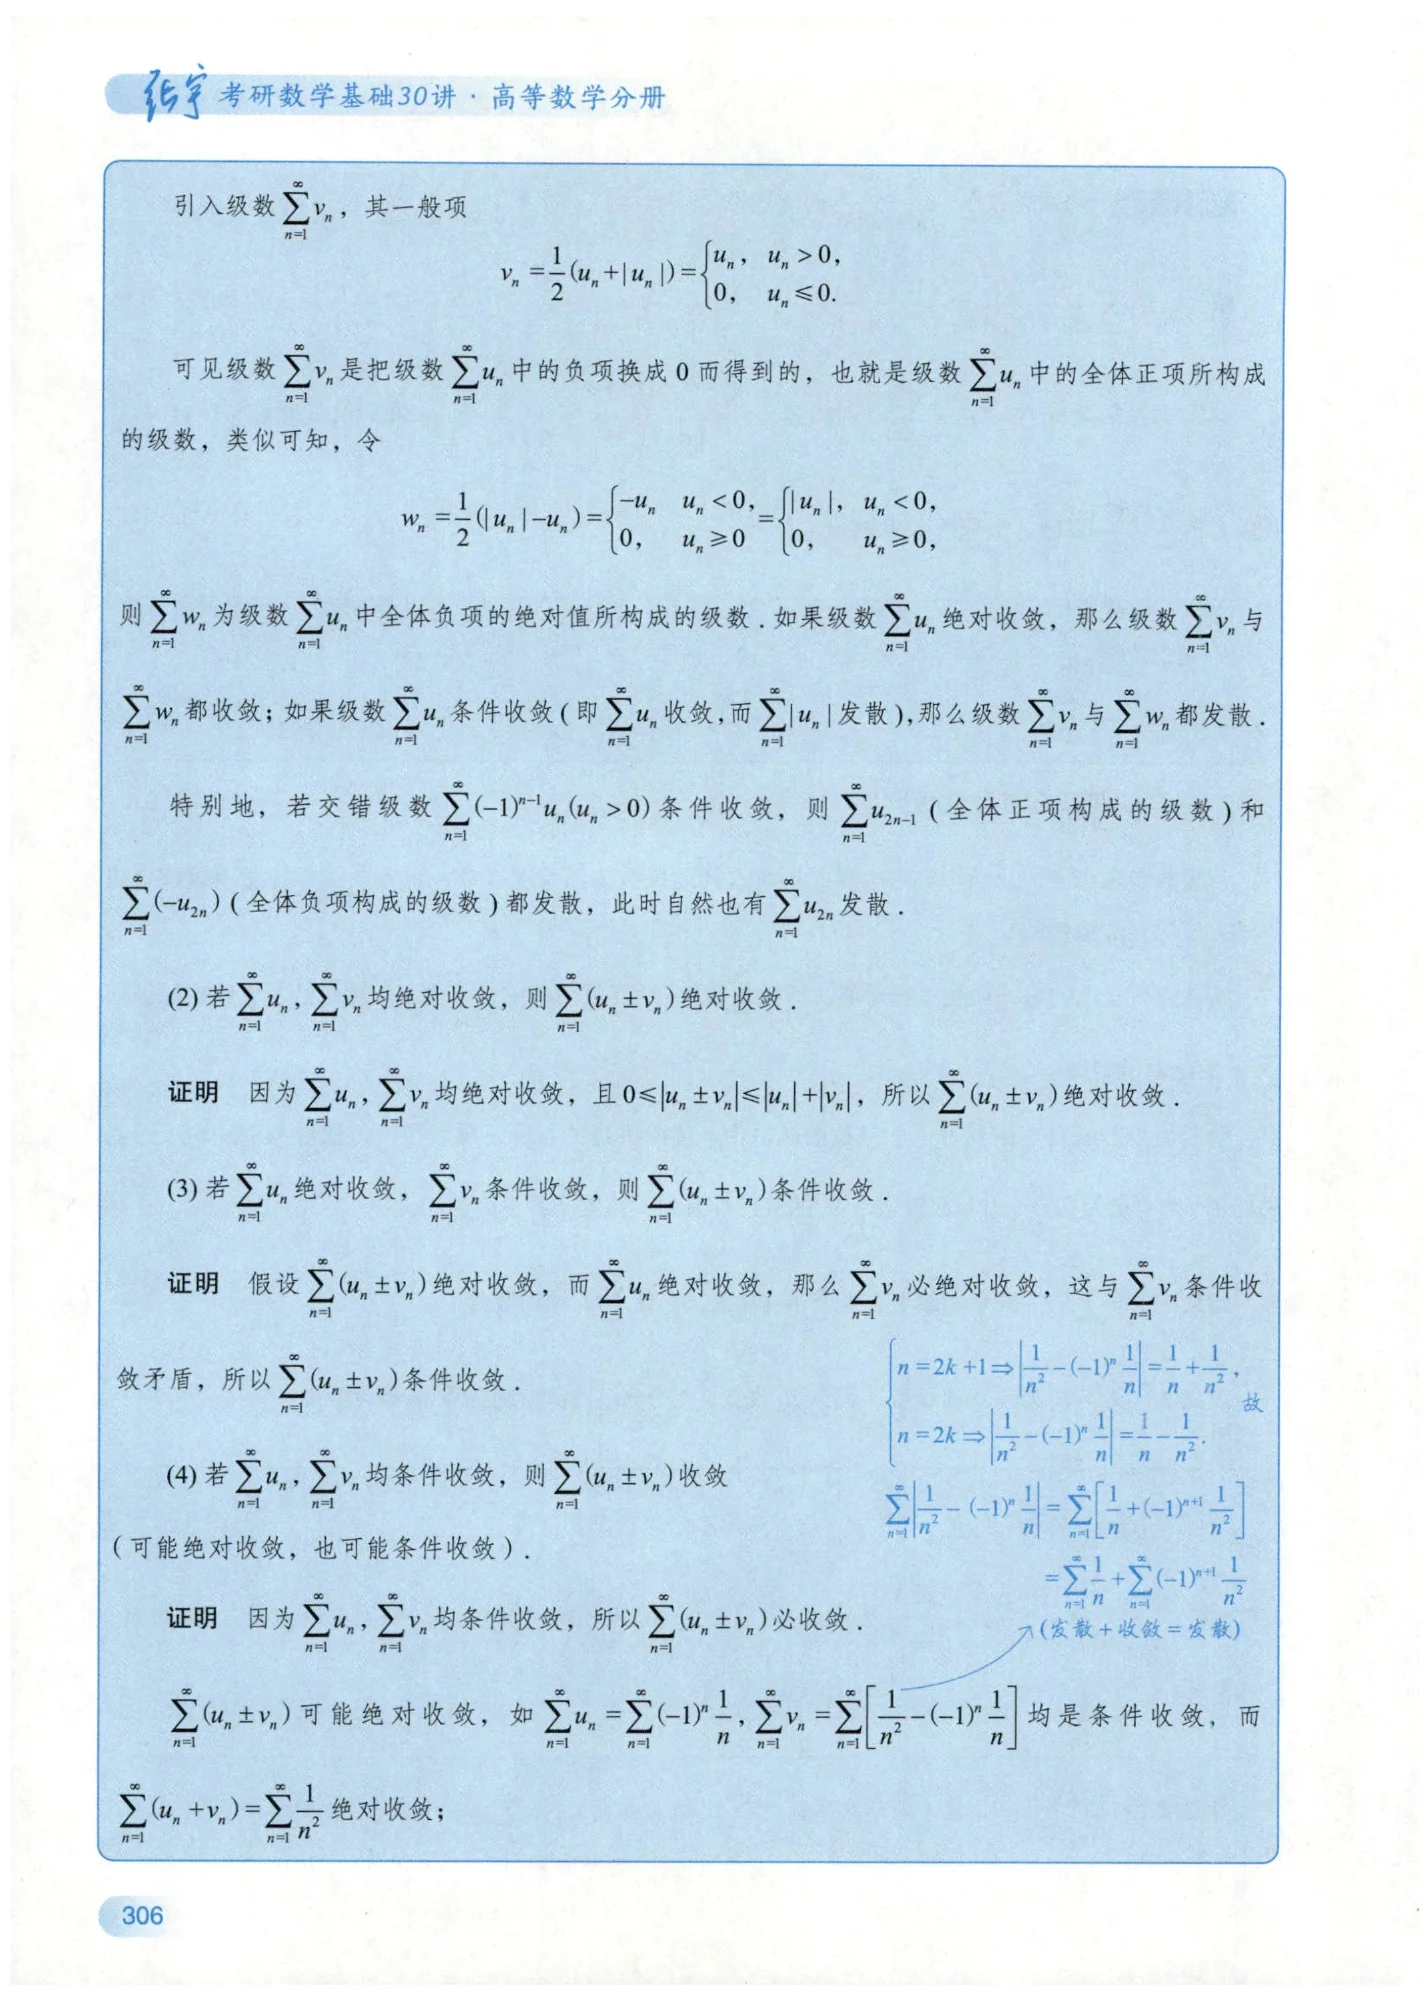 张宇 考研数学基础30讲·高等数学分册
引入级数 $\sum_{n=1}^{\infty} v_n$，其一般项
$v_n = \frac{1}{2}(u_n + |u_n|) = \begin{cases} u_n, & u_n > 0, \\ 0, & u_n \leqslant 0. \end{cases}$
可见级数 $\sum_{n=1}^{\infty} v_n$ 是把级数 $\sum_{n=1}^{\infty} u_n$ 中的负项换成 0 而得到的，也就是级数 $\sum_{n=1}^{\infty} u_n$ 中的全体正项所构成
的级数，类似可知，令
$w_n = \frac{1}{2}(|u_n| - u_n) = \begin{cases} -u_n & u_n < 0, \\ 0, & u_n \geqslant 0 \end{cases} = \begin{cases} |u_n|, & u_n < 0, \\ 0, & u_n \geqslant 0, \end{cases}$
则 $\sum_{n=1}^{\infty} w_n$ 为级数 $\sum_{n=1}^{\infty} u_n$ 中全体负项的绝对值所构成的级数．如果级数 $\sum_{n=1}^{\infty} u_n$ 绝对收敛，那么级数 $\sum_{n=1}^{\infty} v_n$ 与
$\sum_{n=1}^{\infty} w_n$ 都收敛；如果级数 $\sum_{n=1}^{\infty} u_n$ 条件收敛(即 $\sum_{n=1}^{\infty} u_n$ 收敛，而 $\sum_{n=1}^{\infty} |u_n|$ 发散)，那么级数 $\sum_{n=1}^{\infty} v_n$ 与 $\sum_{n=1}^{\infty} w_n$ 都发散．
特别地，若交错级数 $\sum_{n=1}^{\infty} (-1)^{n-1} u_n (u_n > 0)$ 条件收敛，则 $\sum_{n=1}^{\infty} u_{2n-1}$ (全体正项构成的级数)和
$\sum_{n=1}^{\infty} (-u_{2n})$ (全体负项构成的级数)都发散，此时自然也有 $\sum_{n=1}^{\infty} u_{2n}$ 发散．
(2) 若 $\sum_{n=1}^{\infty} u_n$, $\sum_{n=1}^{\infty} v_n$ 均绝对收敛，则 $\sum_{n=1}^{\infty} (u_n \pm v_n)$ 绝对收敛．
证明 因为 $\sum_{n=1}^{\infty} u_n$, $\sum_{n=1}^{\infty} v_n$ 均绝对收敛，且 $0 \leqslant |u_n \pm v_n| \leqslant |u_n| + |v_n|$，所以 $\sum_{n=1}^{\infty} (u_n \pm v_n)$ 绝对收敛．
(3) 若 $\sum_{n=1}^{\infty} u_n$ 绝对收敛，$\sum_{n=1}^{\infty} v_n$ 条件收敛，则 $\sum_{n=1}^{\infty} (u_n \pm v_n)$ 条件收敛．
证明 假设 $\sum_{n=1}^{\infty} (u_n \pm v_n)$ 绝对收敛，而 $\sum_{n=1}^{\infty} u_n$ 绝对收敛，那么 $\sum_{n=1}^{\infty} v_n$ 必绝对收敛，这与 $\sum_{n=1}^{\infty} v_n$ 条件收
敛矛盾，所以 $\sum_{n=1}^{\infty} (u_n \pm v_n)$ 条件收敛．
(4) 若 $\sum_{n=1}^{\infty} u_n$, $\sum_{n=1}^{\infty} v_n$ 均条件收敛，则 $\sum_{n=1}^{\infty} (u_n \pm v_n)$ 收敛
(可能绝对收敛，也可能条件收敛)．
$\begin{cases} n = 2k+1 \Rightarrow \left| \frac{1}{n^2} - (-1)^n \frac{1}{n} \right| = \frac{1}{n} + \frac{1}{n^2}, \\ n = 2k \Rightarrow \left| \frac{1}{n^2} - (-1)^n \frac{1}{n} \right| = \frac{1}{n} - \frac{1}{n^2}. \end{cases}$ 故
$\sum_{n=1}^{\infty} \left| \frac{1}{n^2} - (-1)^n \frac{1}{n} \right| = \sum_{n=1}^{\infty} \left[ \frac{1}{n} + (-1)^{n+1} \frac{1}{n^2} \right]$
$= \sum_{n=1}^{\infty} \frac{1}{n} + \sum_{n=1}^{\infty} (-1)^{n+1} \frac{1}{n^2}$
(发散+收敛=发散)
证明 因为 $\sum_{n=1}^{\infty} u_n$, $\sum_{n=1}^{\infty} v_n$ 均条件收敛，所以 $\sum_{n=1}^{\infty} (u_n \pm v_n)$ 必收敛．
$\sum_{n=1}^{\infty} (u_n \pm v_n)$ 可能绝对收敛，如 $\sum_{n=1}^{\infty} u_n = \sum_{n=1}^{\infty} (-1)^n \frac{1}{n}$, $\sum_{n=1}^{\infty} v_n = \sum_{n=1}^{\infty} \left[ \frac{1}{n^2} - (-1)^n \frac{1}{n} \right]$ 均是条件收敛，而
$\sum_{n=1}^{\infty} (u_n + v_n) = \sum_{n=1}^{\infty} \frac{1}{n^2}$ 绝对收敛；
306